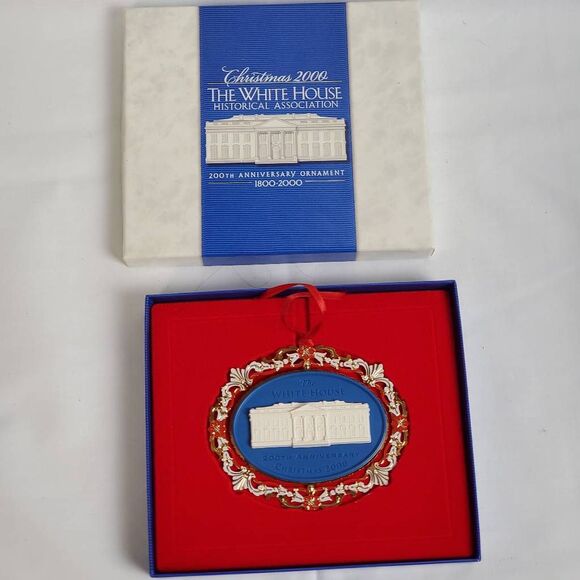 Christmas 2000
THE WHITE HOUSE
HISTORICAL ASSOCIATION
200TH ANNIVERSARY ORNAMENT
1800-2000
The
WHITE HOUSE
200TH ANNIVERSARY
CHRISTMAS 2000